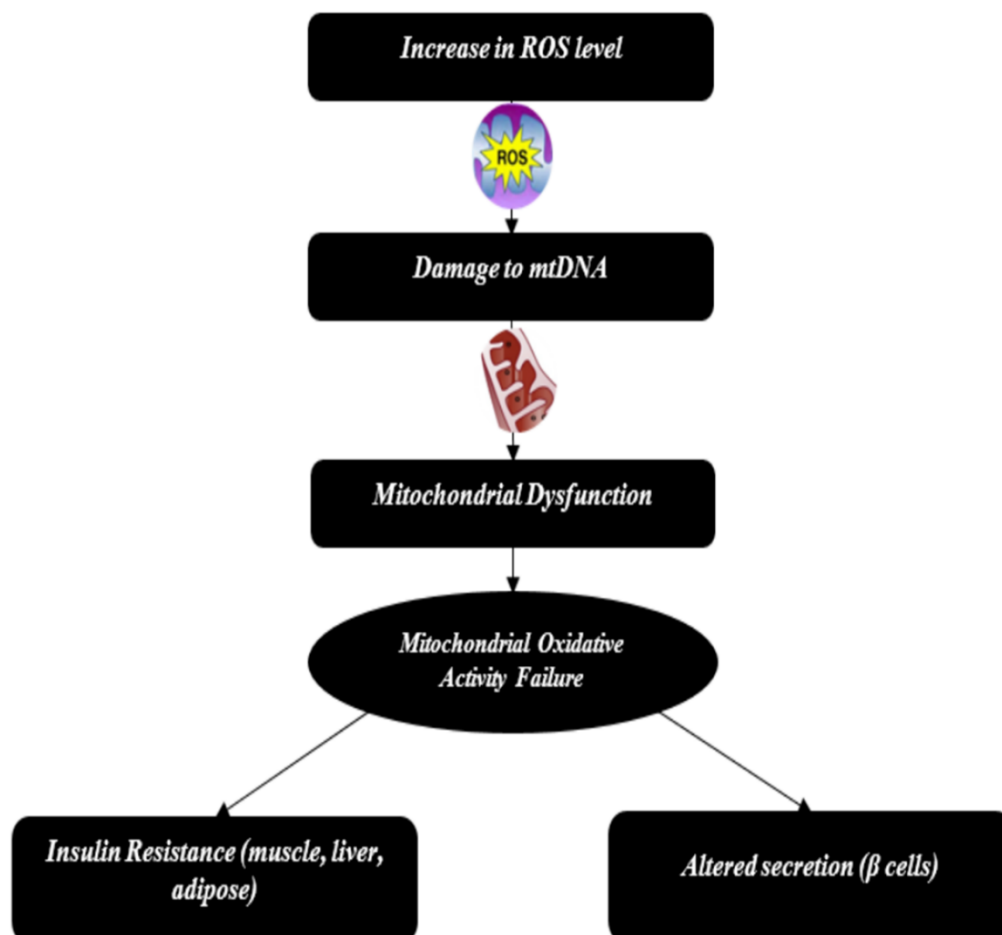 Increase in ROS level
ROS
Damage to mtDNA
Mitochondrial Dysfunction
Mitochondrial Oxidative
Activity Failure
Insulin Resistance (muscle, liver,
adipose)
Altered secretion (β cells)